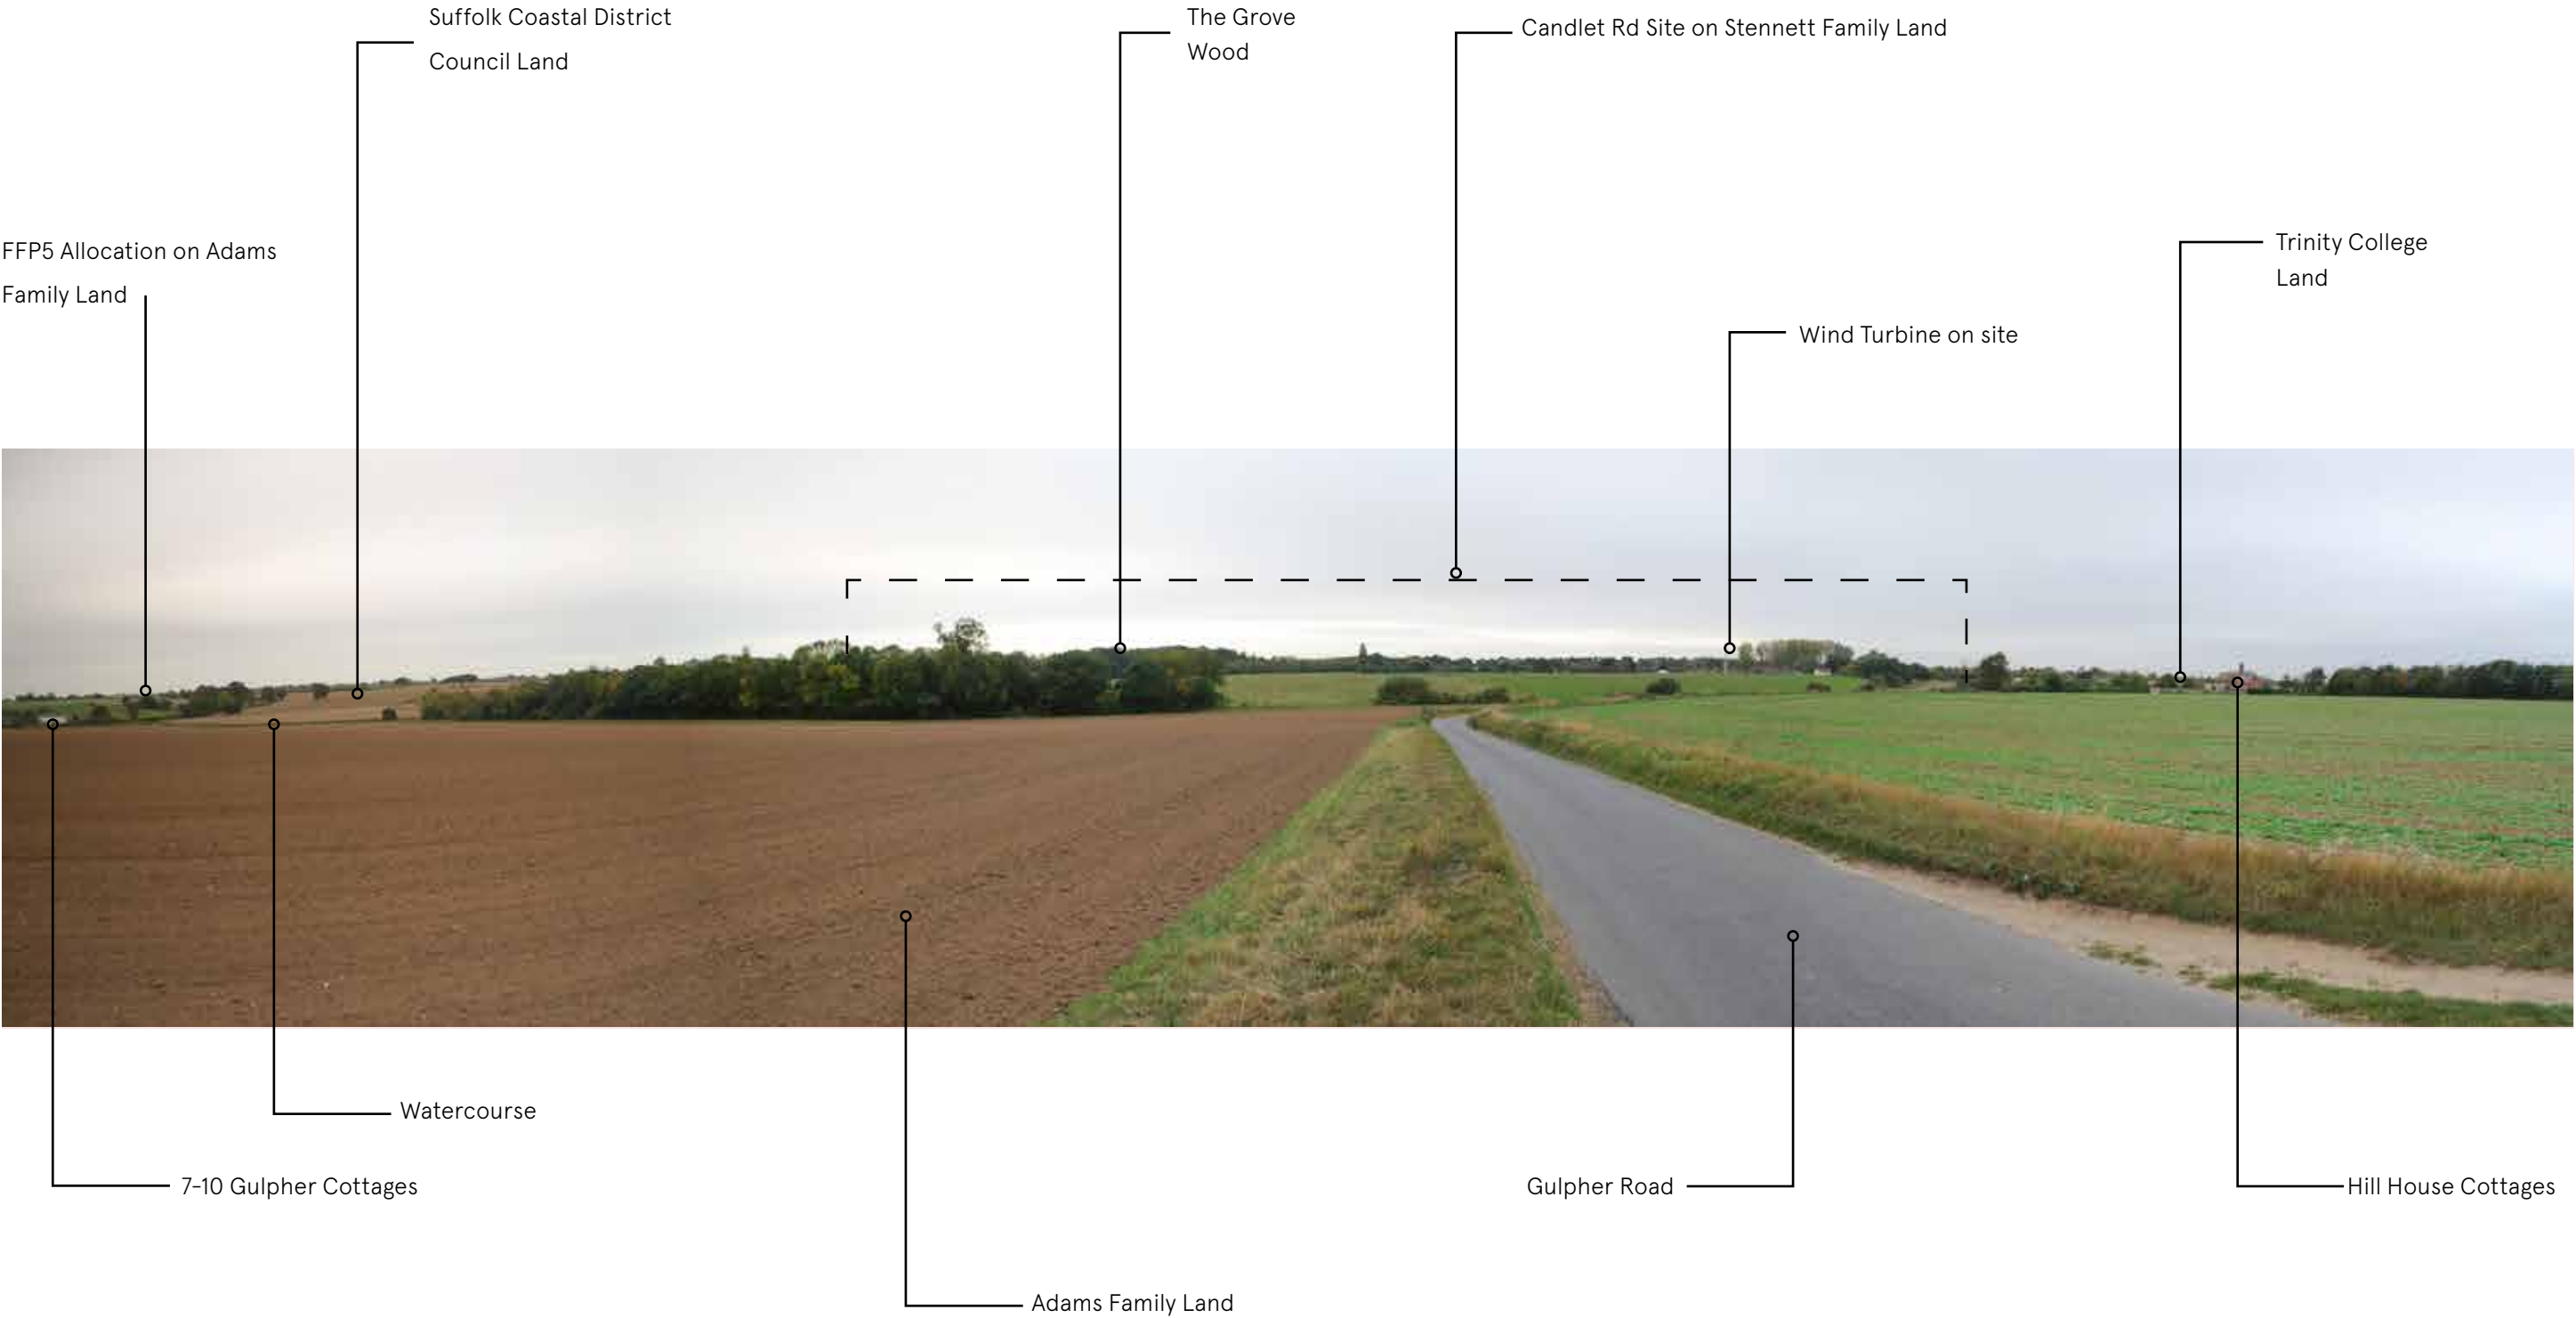 Suffolk Coastal District
Council Land
The Grove
Wood
Candlet Rd Site on Stennett Family Land
FFP5 Allocation on Adams
Family Land
Trinity College
Land
Wind Turbine on site
Watercourse
7-10 Gulpher Cottages
Gulpher Road
Hill House Cottages
Adams Family Land